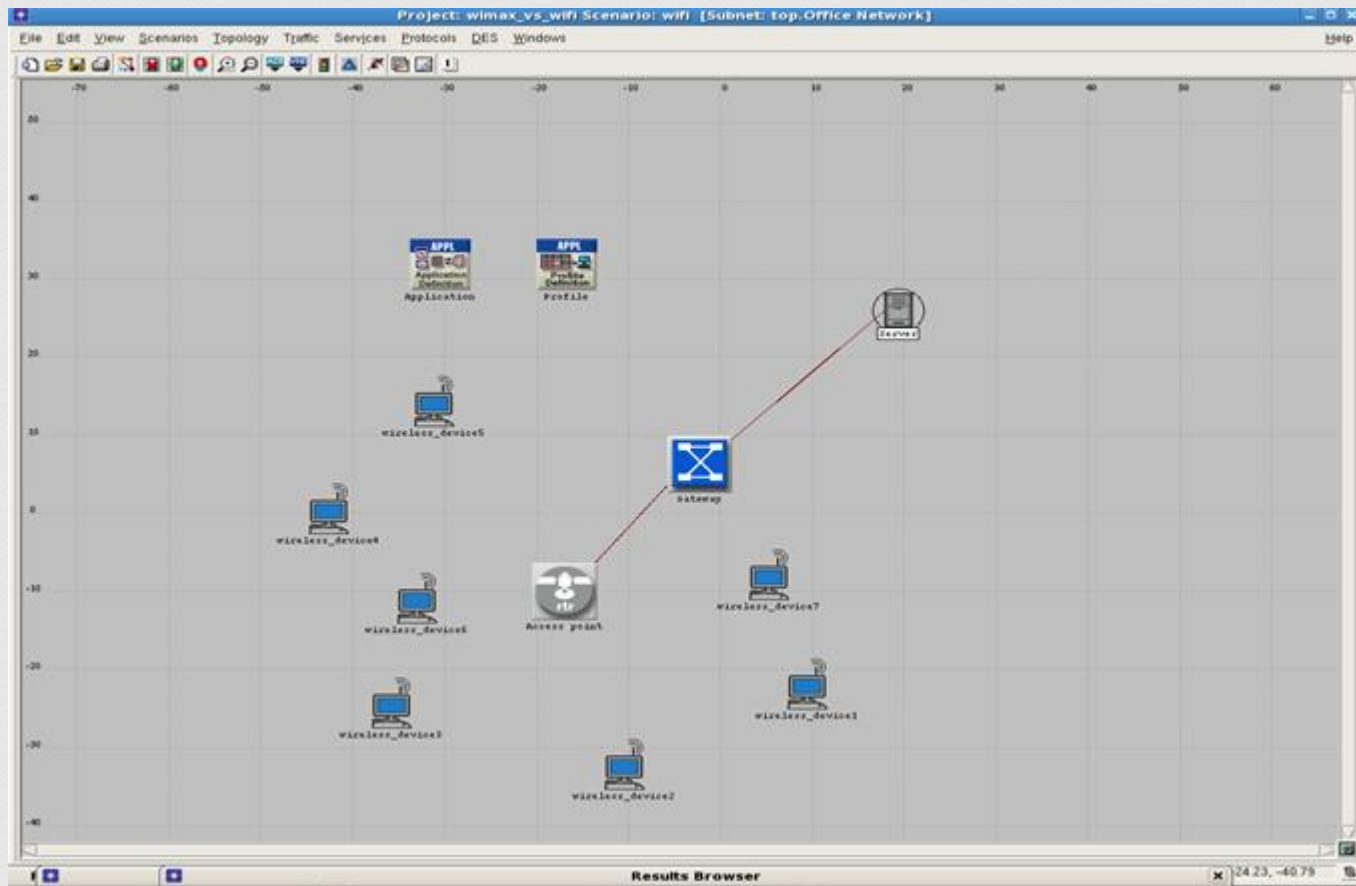 Project: wimax_vs_wifi Scenario: wifi [Subnet: top.Office Network]
File Edit View Scenarios Topology Traffic Services Protocols DES Windows Help
-70 -60 -50 -40 -30 -20 -10 0 10 20 30 40 50 60
50
40
APPL APPL
Application Profile
Definition Definition
30
Application Profile
Server
20
wireless_device5
10
Gateway
0
wireless_device4
-10
rtr
wireless_device7
Access point
wireless_device6
-20
wireless_device1
wireless_device3
-30
wireless_device2
-40
Results Browser
24.23, -40.79